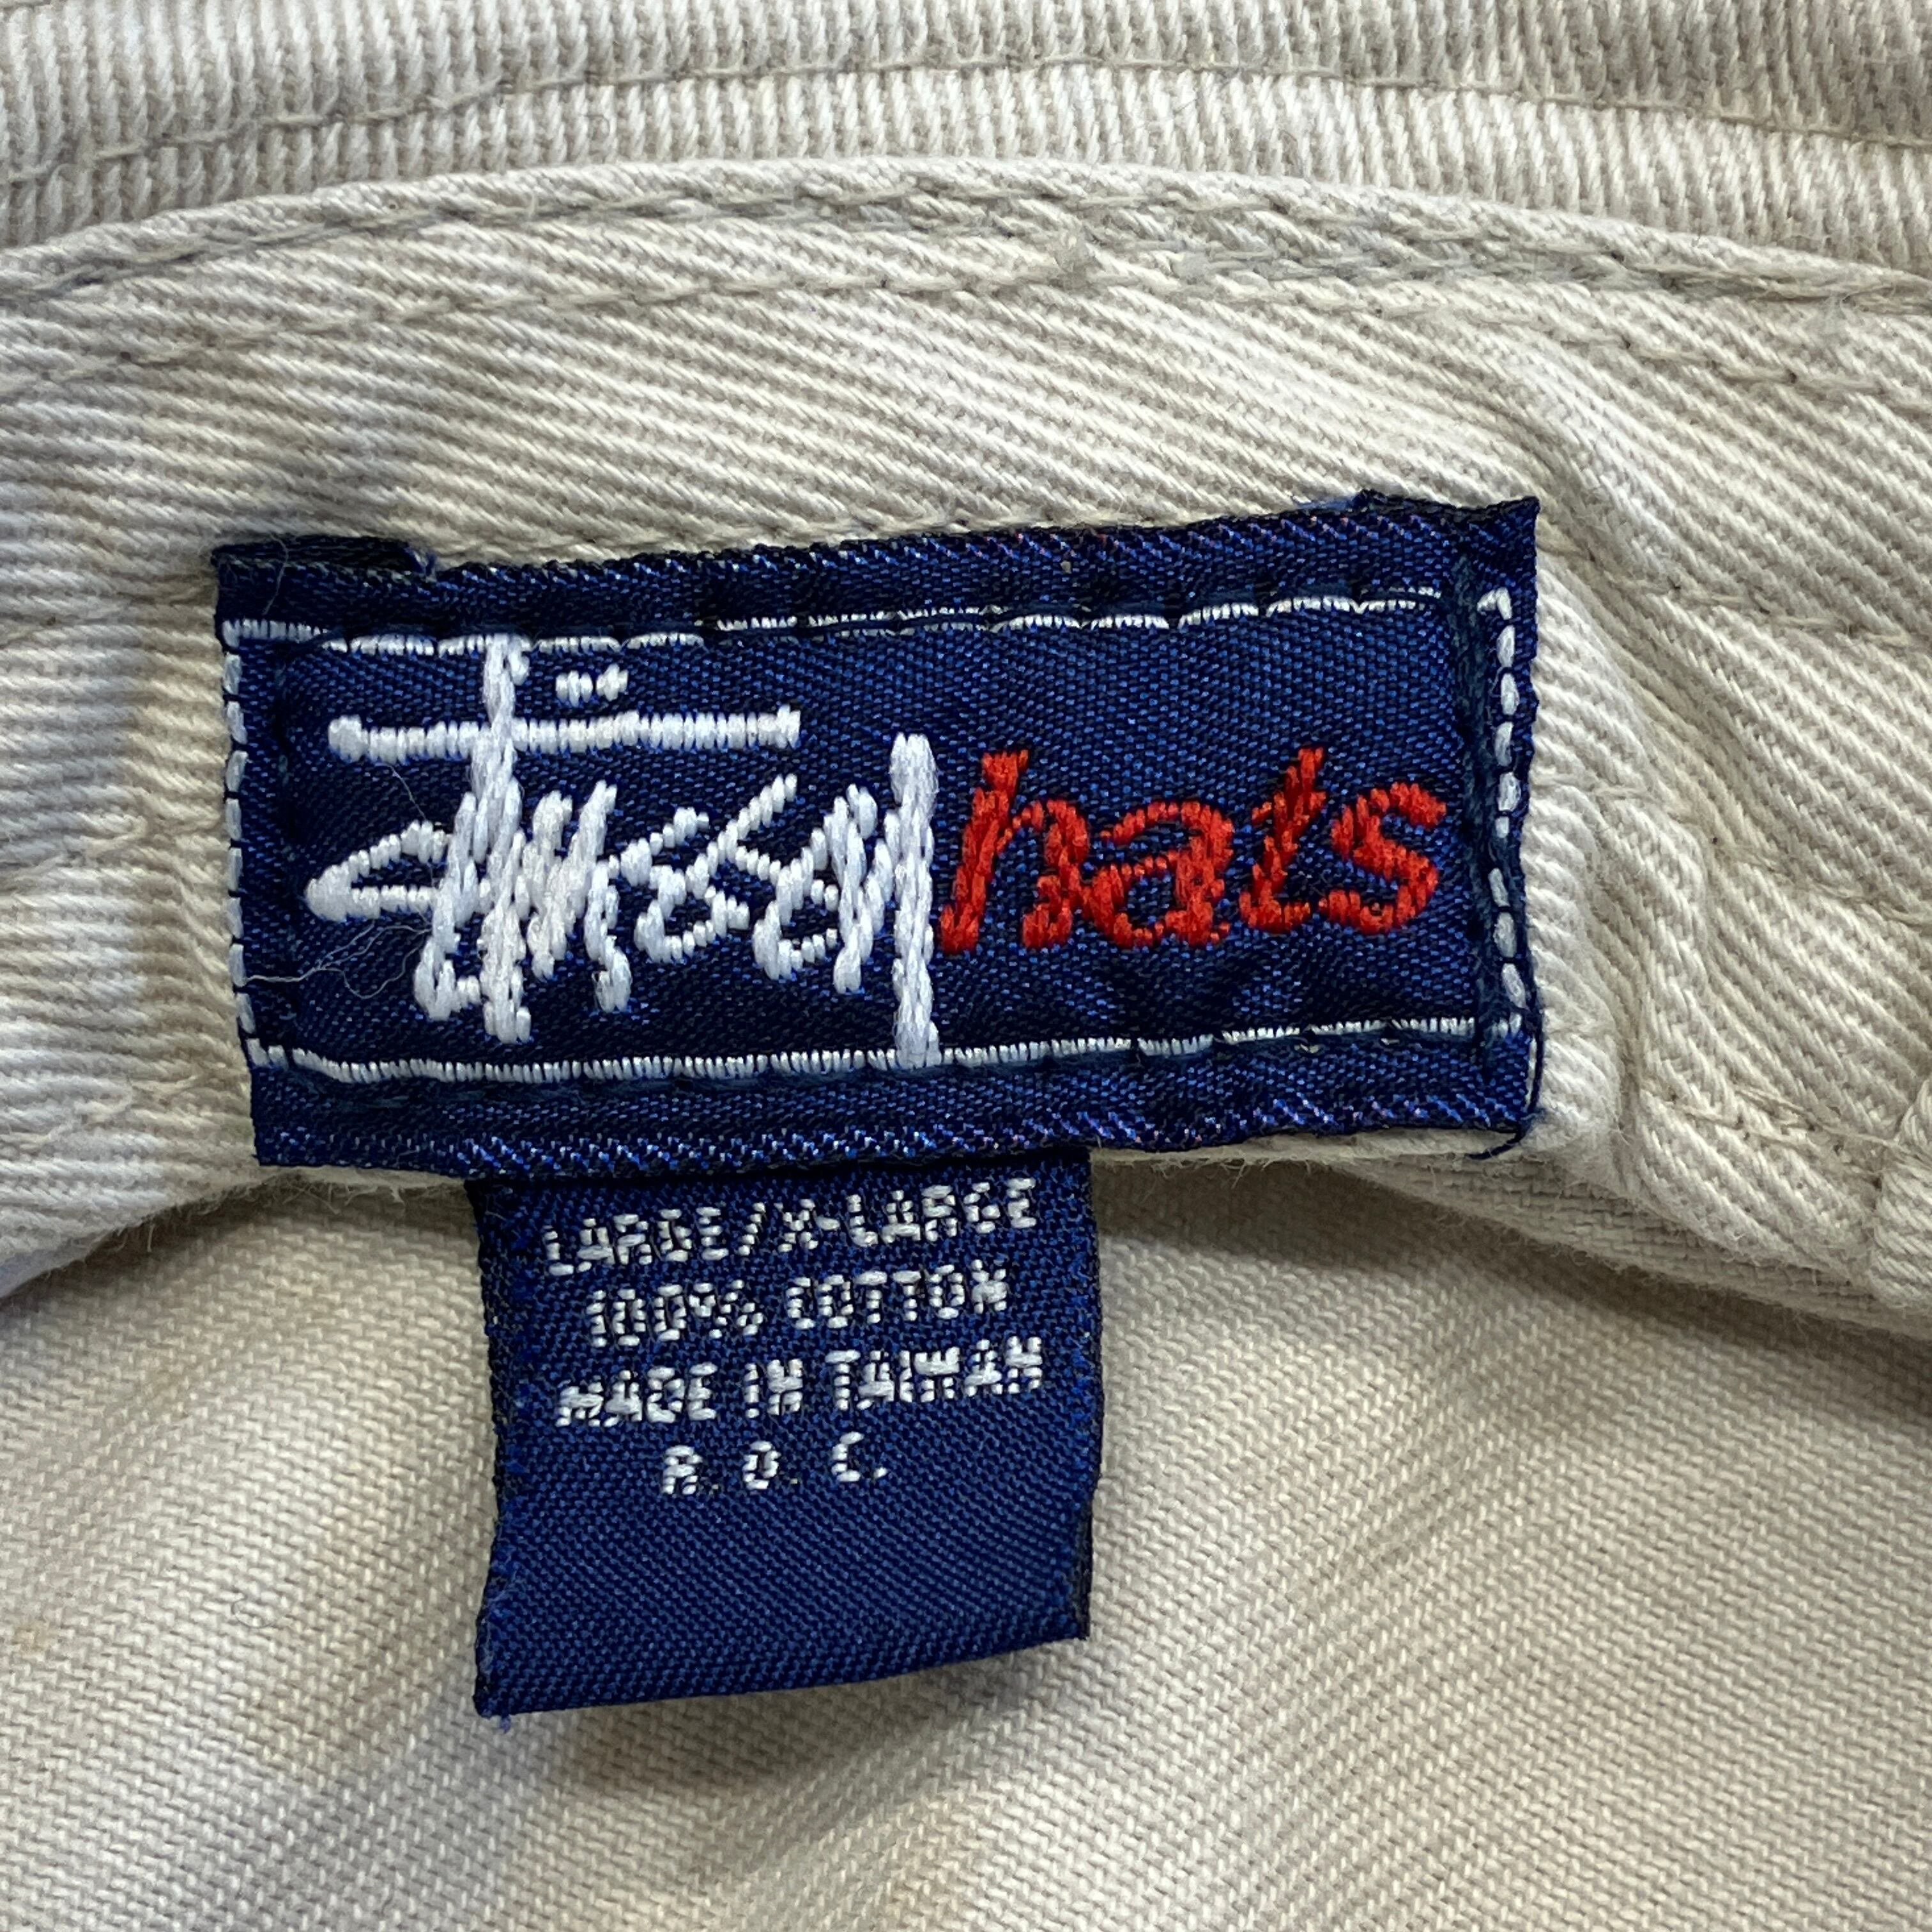 Stüssy hats
LARGE/X-LARGE
100% COTTON
MADE IN TAIWAN
R. O. C.